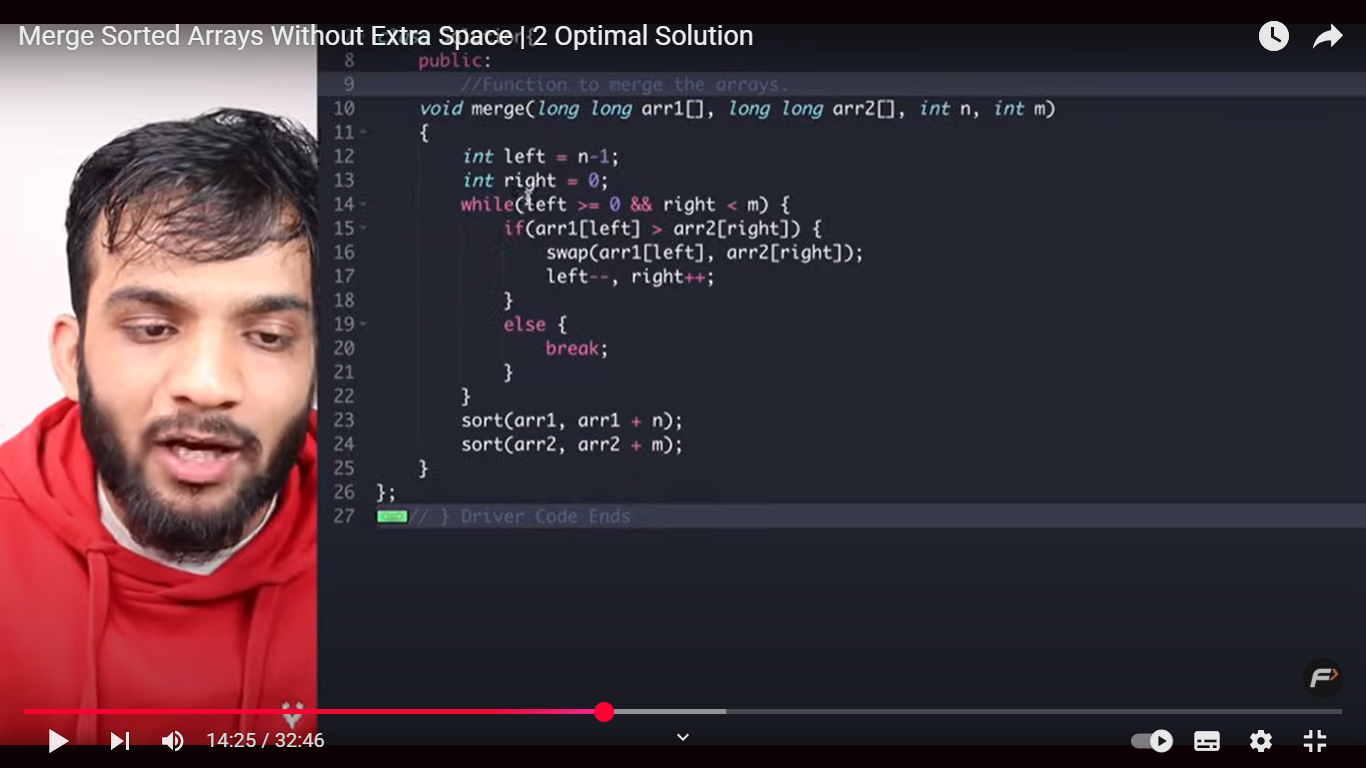 Merge Sorted Arrays Without Extra Space | 2 Optimal Solution
8 public:
9 //Function to merge the arrays.
10 void merge(long long arr1[], long long arr2[], int n, int m)
11 {
12 int left = n-1;
13 int right = 0;
14 while(left >= 0 && right < m) {
15 if(arr1[left] > arr2[right]) {
16 swap(arr1[left], arr2[right]);
17 left--, right++;
18 }
19 else {
20 break;
21 }
22 }
23 sort(arr1, arr1 + n);
24 sort(arr2, arr2 + m);
25 }
26 };
27 // } Driver Code Ends
14:25 / 32:46